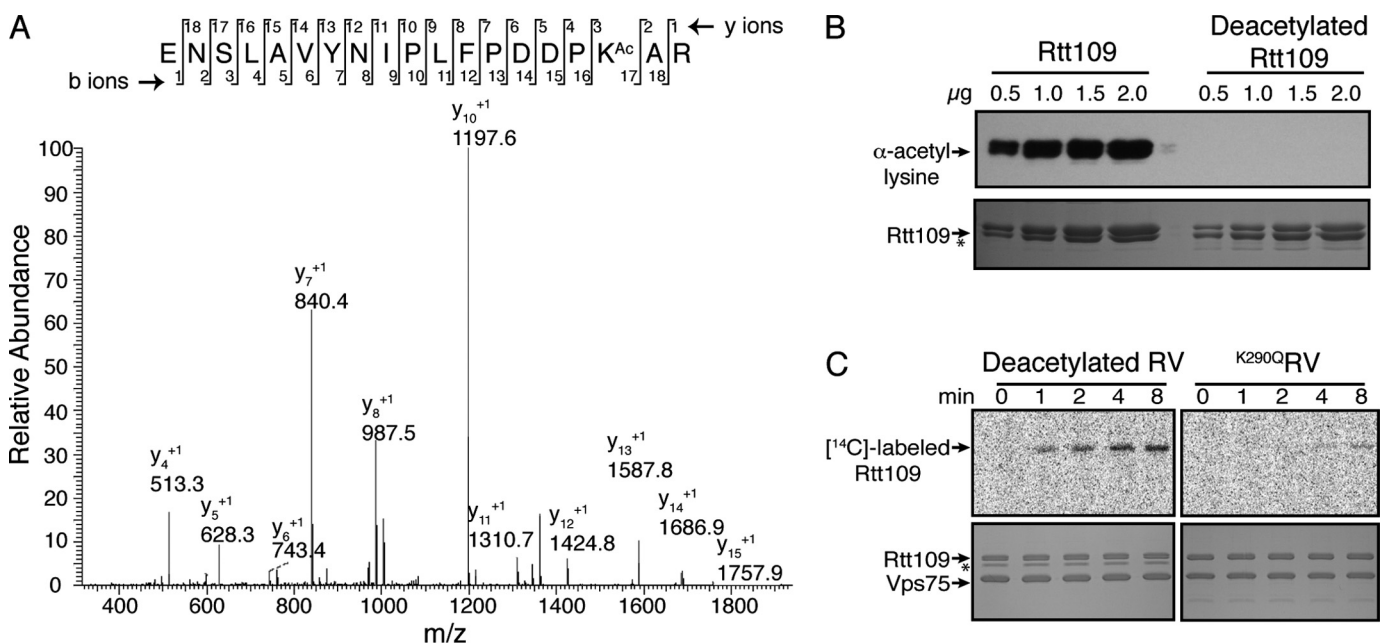 A
18 17 16 15 14 13 12 11 10 9 8 7 6 5 4 3 2 1 ← y ions
E N S L A V Y N I P L F P D D P K^Ac A R
b ions → 1 2 3 4 5 6 7 8 9 10 11 12 13 14 15 16 17 18
Relative Abundance
100
90
80
70
60
50
40
30
20
10
0
y10+1
1197.6
y7+1
840.4
y8+1
987.5
y4+1
513.3
y5+1
628.3
y6+1
743.4
y11+1
1310.7
y12+1
1424.8
y13+1
1587.8
y14+1
1686.9
y15+1
1757.9
400 600 800 1000 1200 1400 1600 1800
m/z
B
Rtt109
Deacetylated
Rtt109
µg 0.5 1.0 1.5 2.0 0.5 1.0 1.5 2.0
α-acetyl
lysine
Rtt109
*
C
Deacetylated RV
K290QRV
min 0 1 2 4 8 0 1 2 4 8
[14C]-labeled
Rtt109
Rtt109
*
Vps75